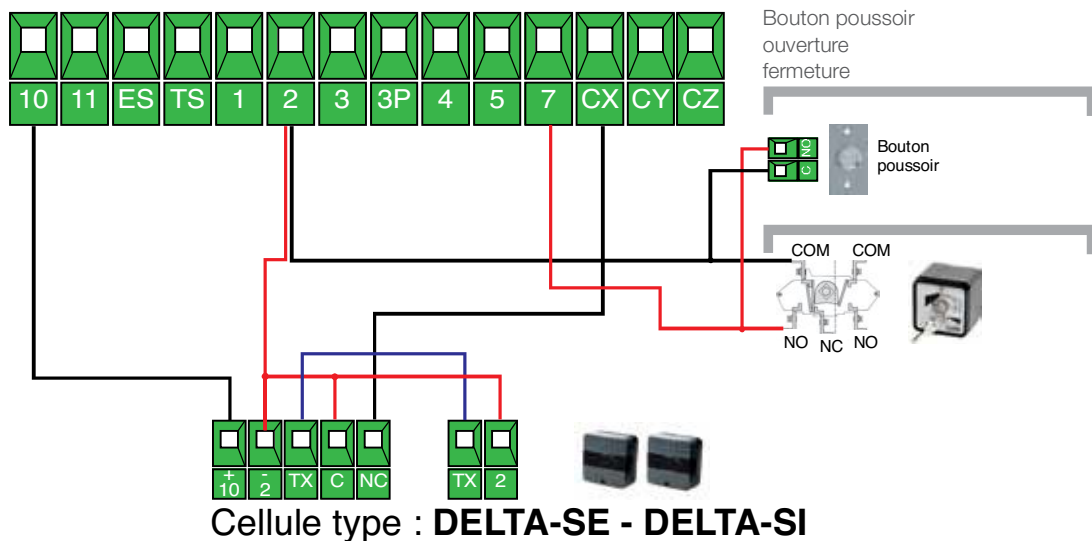 Bouton poussoir
ouverture
fermeture
10 11 ES TS 1 2 3 3P 4 5 7 CX CY CZ
NO
C
Bouton
poussoir
COM COM
NO NC NO
+ - TX C NC TX 2
10 2
Cellule type : DELTA-SE - DELTA-SI